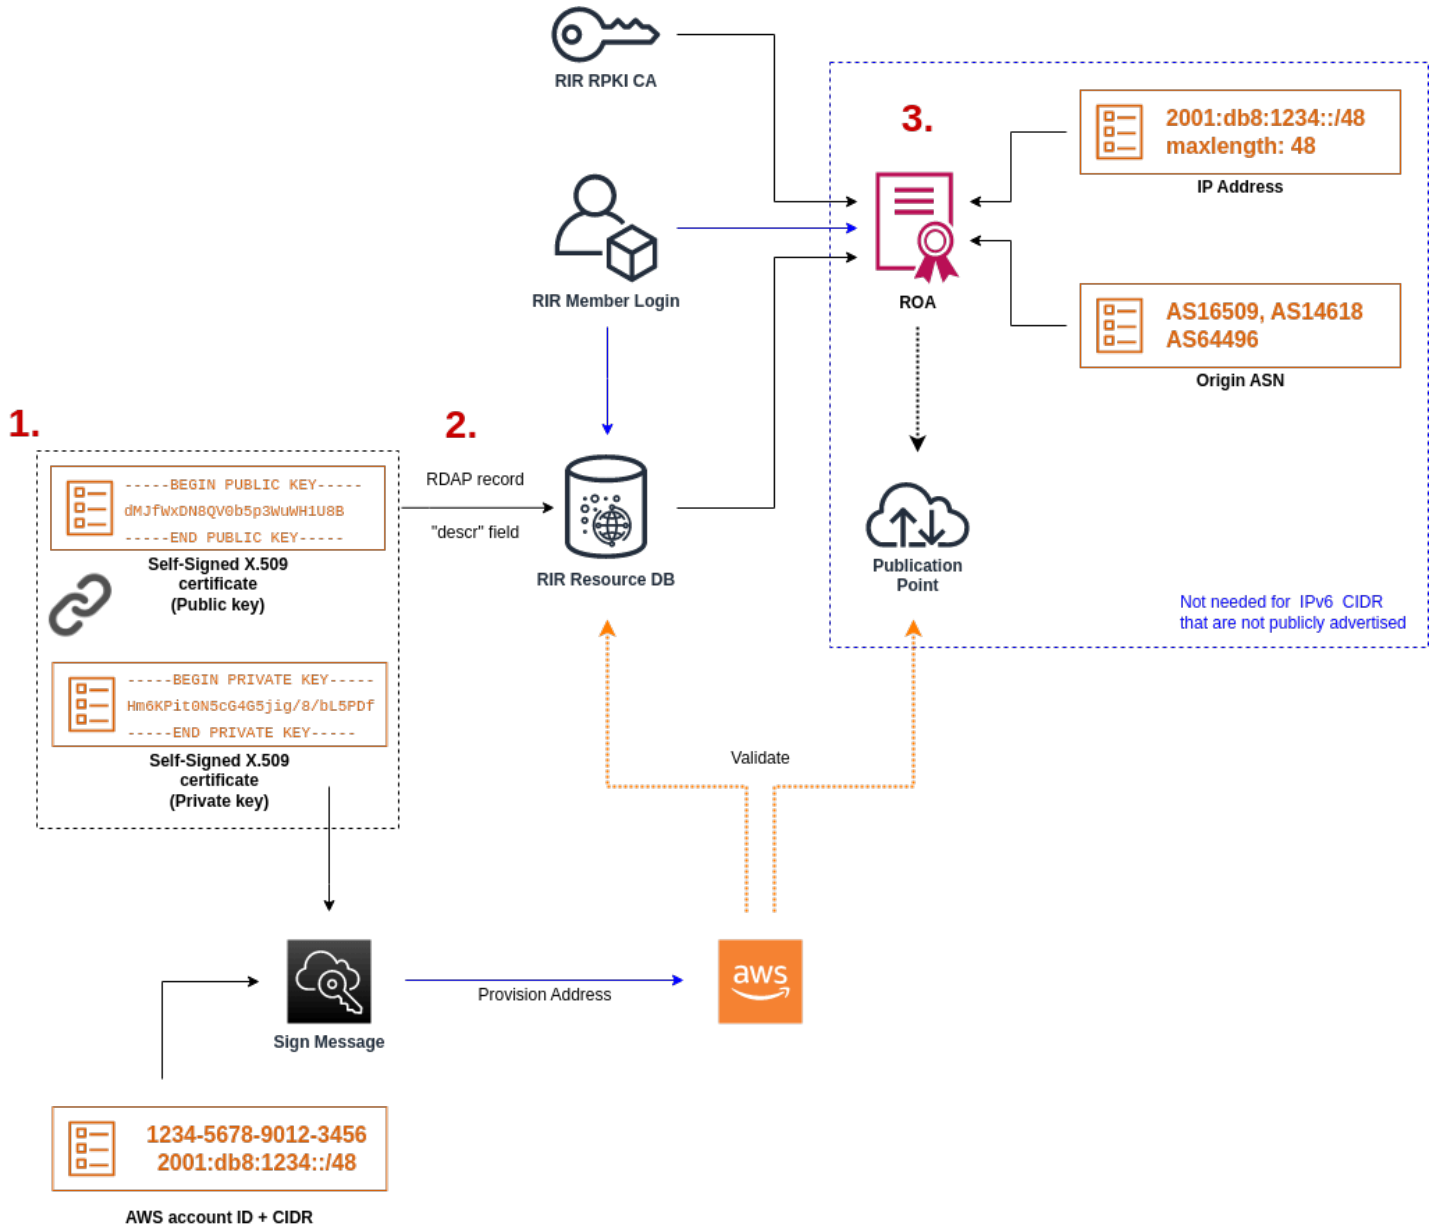 RIR RPKI CA
3.
2001:db8:1234::/48
maxlength: 48
IP Address
RIR Member Login
ROA
AS16509, AS14618
AS64496
Origin ASN
1.
2.
-----BEGIN PUBLIC KEY-----
dMJfWxDN8QV0b5p3WuWH1U8B
-----END PUBLIC KEY-----
Self-Signed X.509
certificate
(Public key)
RDAP record
"descr" field
RIR Resource DB
Publication
Point
Not needed for IPv6 CIDR
that are not publicly advertised
-----BEGIN PRIVATE KEY-----
Hm6KPit0N5cG4G5jig/8/bL5PDf
-----END PRIVATE KEY-----
Self-Signed X.509
certificate
(Private key)
Validate
aws
Provision Address
Sign Message
1234-5678-9012-3456
2001:db8:1234::/48
AWS account ID + CIDR